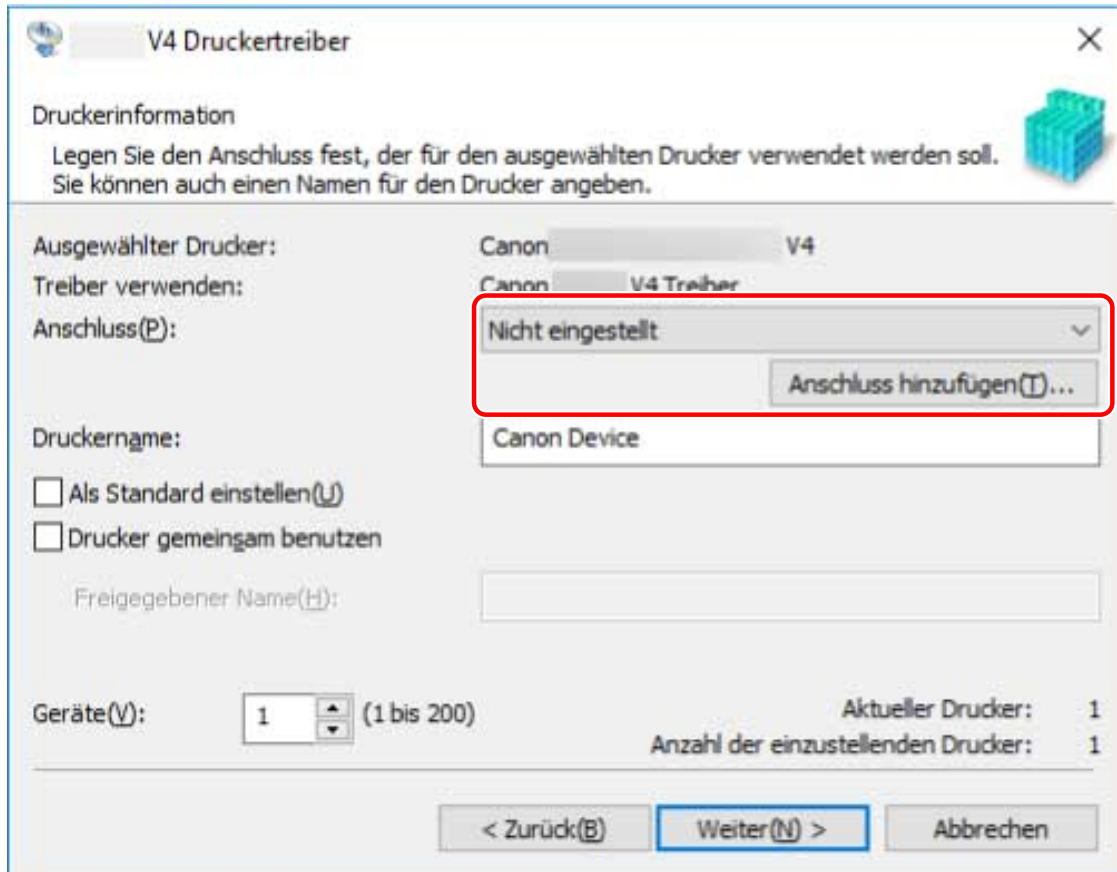 V4 Druckertreiber
Druckerinformation
Legen Sie den Anschluss fest, der für den ausgewählten Drucker verwendet werden soll.
Sie können auch einen Namen für den Drucker angeben.
Ausgewählter Drucker: Canon V4
Treiber verwenden: Canon V4 Treiber
Anschluss(P): Nicht eingestellt
Anschluss hinzufügen(T)...
Druckername: Canon Device
Als Standard einstellen(U)
Drucker gemeinsam benutzen
Freigegebener Name(H):
Geräte(V): 1 (1 bis 200) Aktueller Drucker: 1
Anzahl der einzustellenden Drucker: 1
< Zurück(B) Weiter(N) > Abbrechen